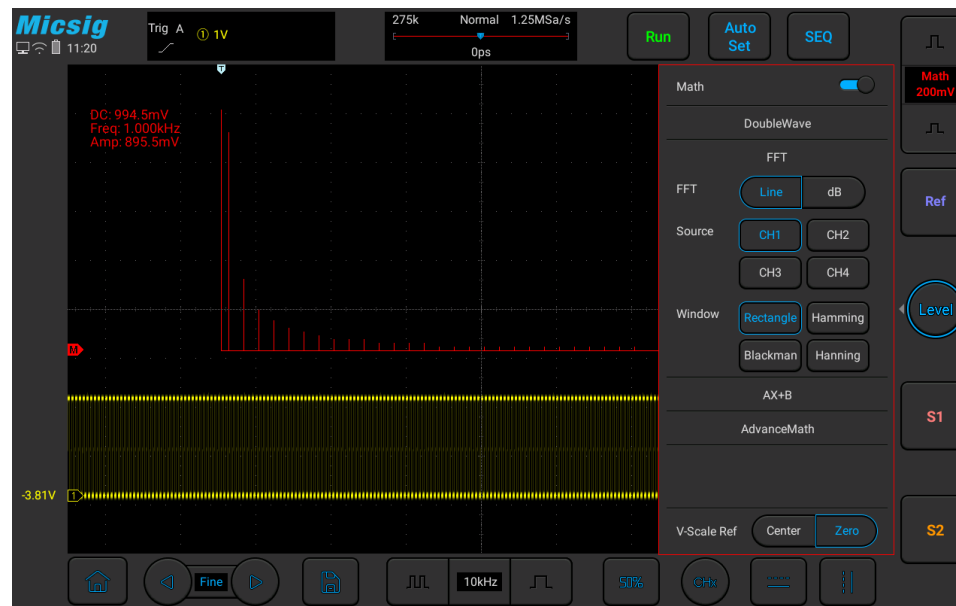 Micsig
11:20
Trig A
① 1V
275k Normal 1.25MSa/s
0ps
Run
Auto
Set
SEQ
T
DC: 994.5mV
Freq: 1.000kHz
Amp: 895.5mV
Math
DoubleWave
FFT
FFT
Line
dB
Source
CH1
CH2
CH3
CH4
Window
Rectangle
Hamming
Blackman
Hanning
AX+B
AdvanceMath
V-Scale Ref
Center
Zero
Math
200mV
Ref
Level
S1
S2
M
-3.81V
1
Fine
10kHz
50%
CHx